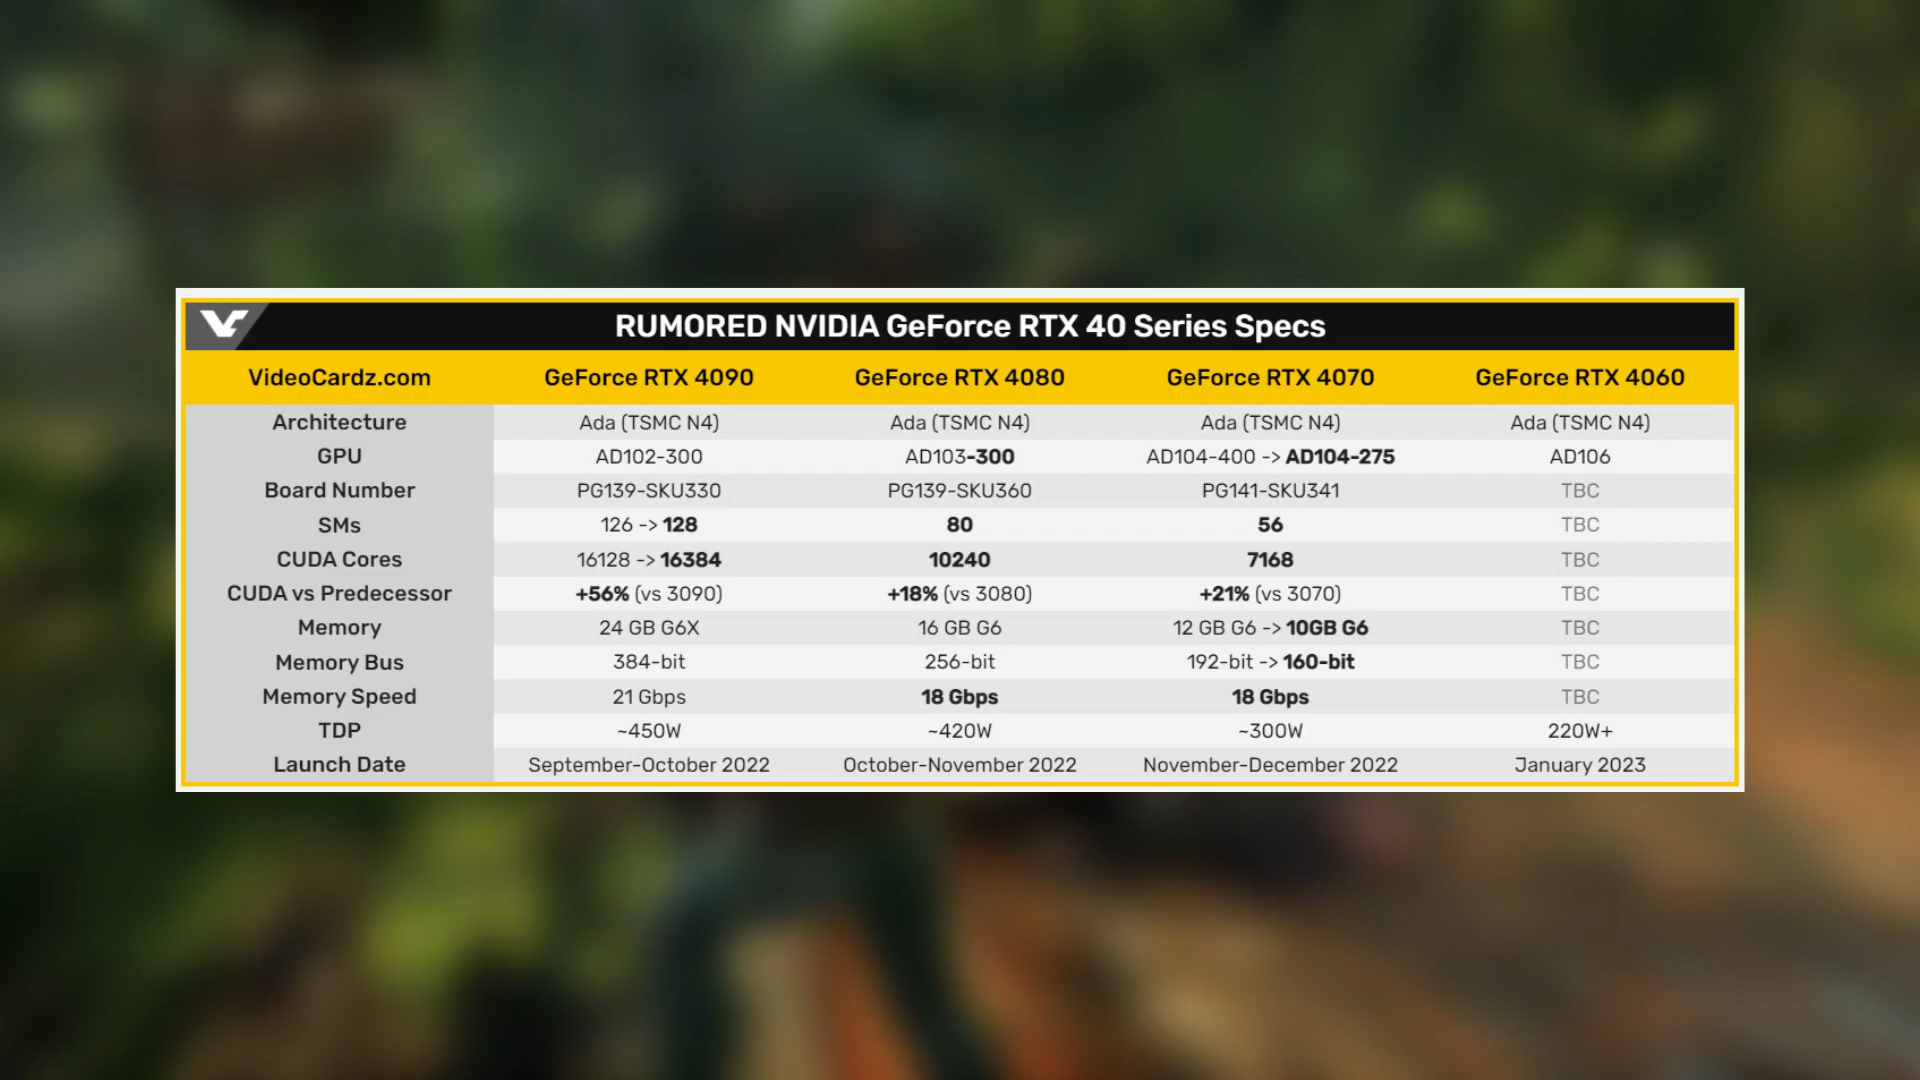 RUMORED NVIDIA GeForce RTX 40 Series Specs
VideoCardz.com GeForce RTX 4090 GeForce RTX 4080 GeForce RTX 4070 GeForce RTX 4060
Architecture Ada (TSMC N4) Ada (TSMC N4) Ada (TSMC N4) Ada (TSMC N4)
GPU AD102-300 AD103-300 AD104-400 -> AD104-275 AD106
Board Number PG139-SKU330 PG139-SKU360 PG141-SKU341 TBC
SMs 126 -> 128 80 56 TBC
CUDA Cores 16128 -> 16384 10240 7168 TBC
CUDA vs Predecessor +56% (vs 3090) +18% (vs 3080) +21% (vs 3070) TBC
Memory 24 GB G6X 16 GB G6 12 GB G6 -> 10GB G6 TBC
Memory Bus 384-bit 256-bit 192-bit -> 160-bit TBC
Memory Speed 21 Gbps 18 Gbps 18 Gbps TBC
TDP ~450W ~420W ~300W 220W+
Launch Date September-October 2022 October-November 2022 November-December 2022 January 2023